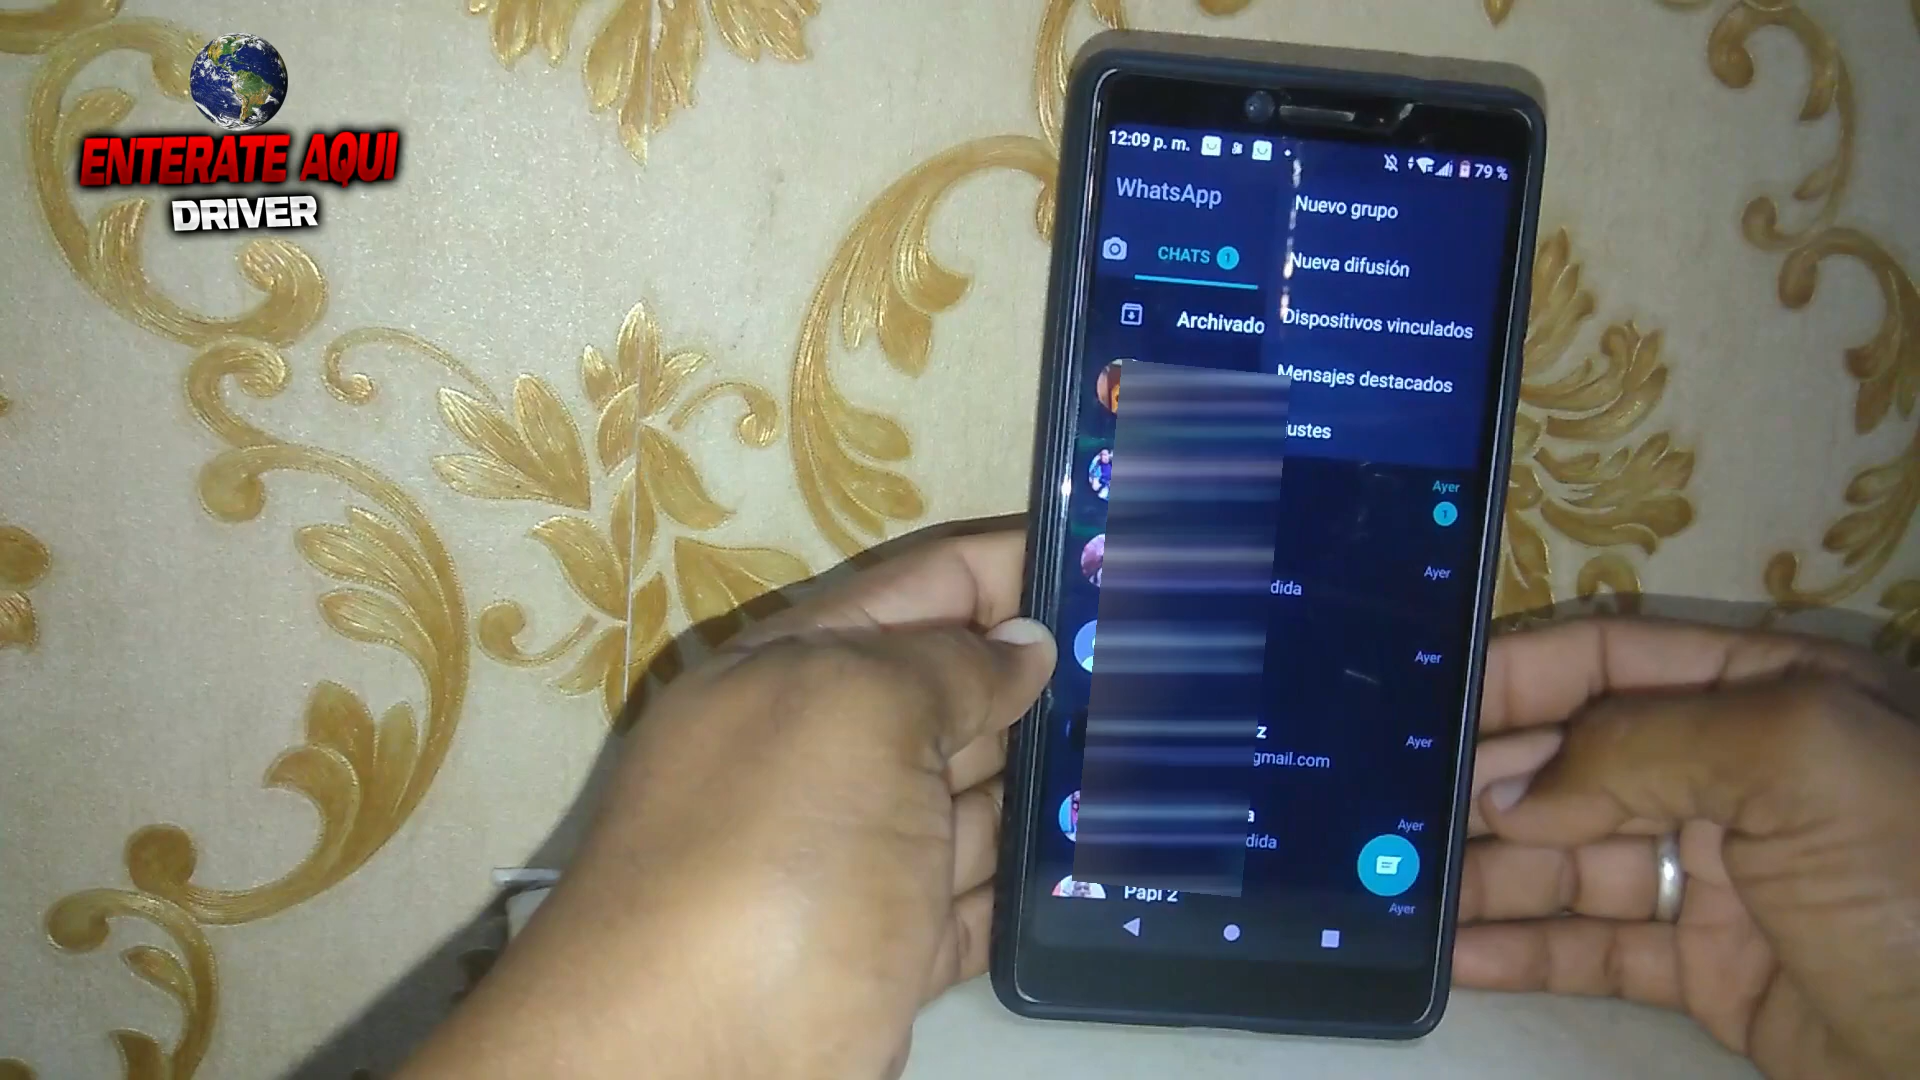 ENTERATE AQUI
DRIVER
12:09 p. m.
79 %
WhatsApp
Nuevo grupo
CHATS 1
Nueva difusión
Archivado
Dispositivos vinculados
Mensajes destacados
justes
Ayer
1
Ayer
dida
Ayer
z
Ayer
gmail.com
a
Ayer
dida
Papi 2
Ayer